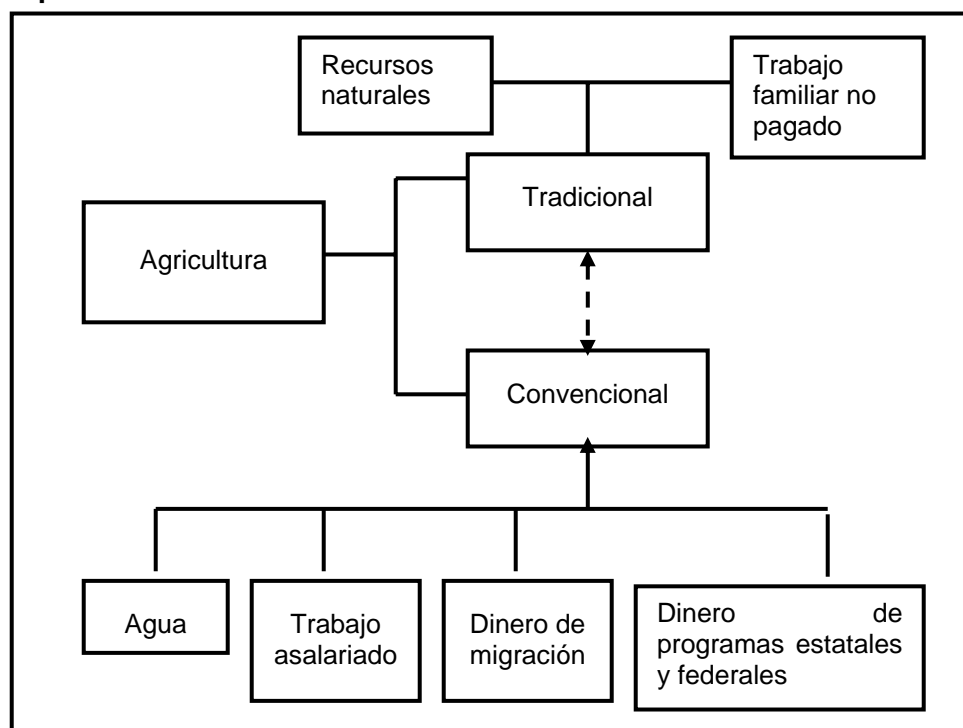 Recursos
naturales
Trabajo
familiar no
pagado
Tradicional
Agricultura
Convencional
Agua
Trabajo
asalariado
Dinero de
migración
Dinero de
programas estatales
y federales